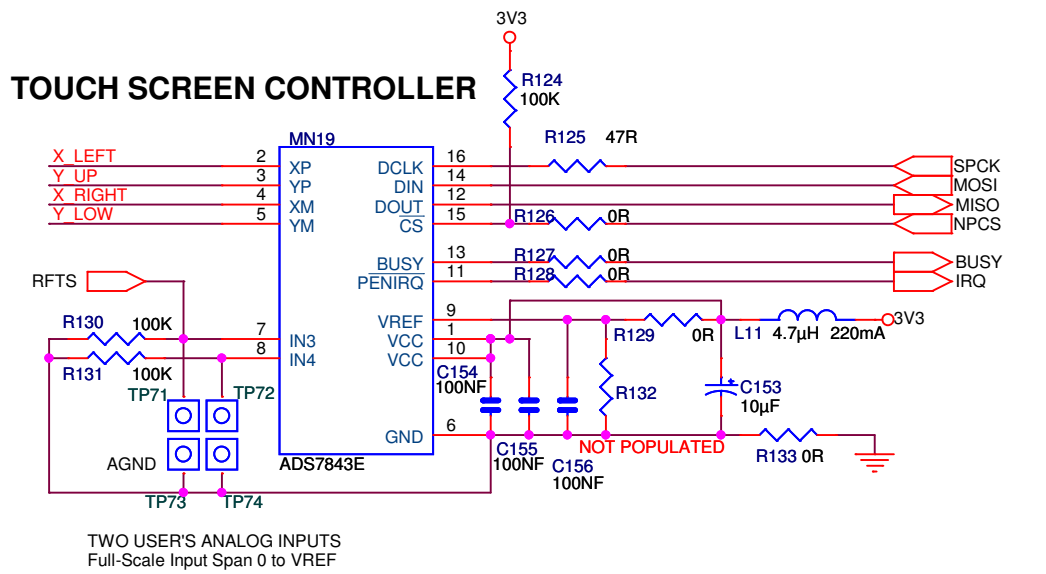 3V3
TOUCH SCREEN CONTROLLER
R124
100K
MN19
R125 47R
X_LEFT 2 XP DCLK 16 SPCK
Y_UP 3 YP DIN 14 MOSI
X_RIGHT 4 XM DOUT 12 MISO
Y_LOW 5 YM CS 15 R126 0R NPCS
BUSY 13 R127 0R BUSY
PENIRQ 11 R128 0R IRQ
RFTS
VREF 9 R129 0R L11 4.7µH 220mA 3V3
R130 100K 7 IN3 VCC 1
R131 100K 8 IN4 VCC 10
TP71 TP72
C154
100NF
R132
C153
10µF
GND 6
NOT POPULATED
C155
100NF
C156
100NF
R133 0R
AGND
ADS7843E
TP73 TP74
TWO USER'S ANALOG INPUTS
Full-Scale Input Span 0 to VREF